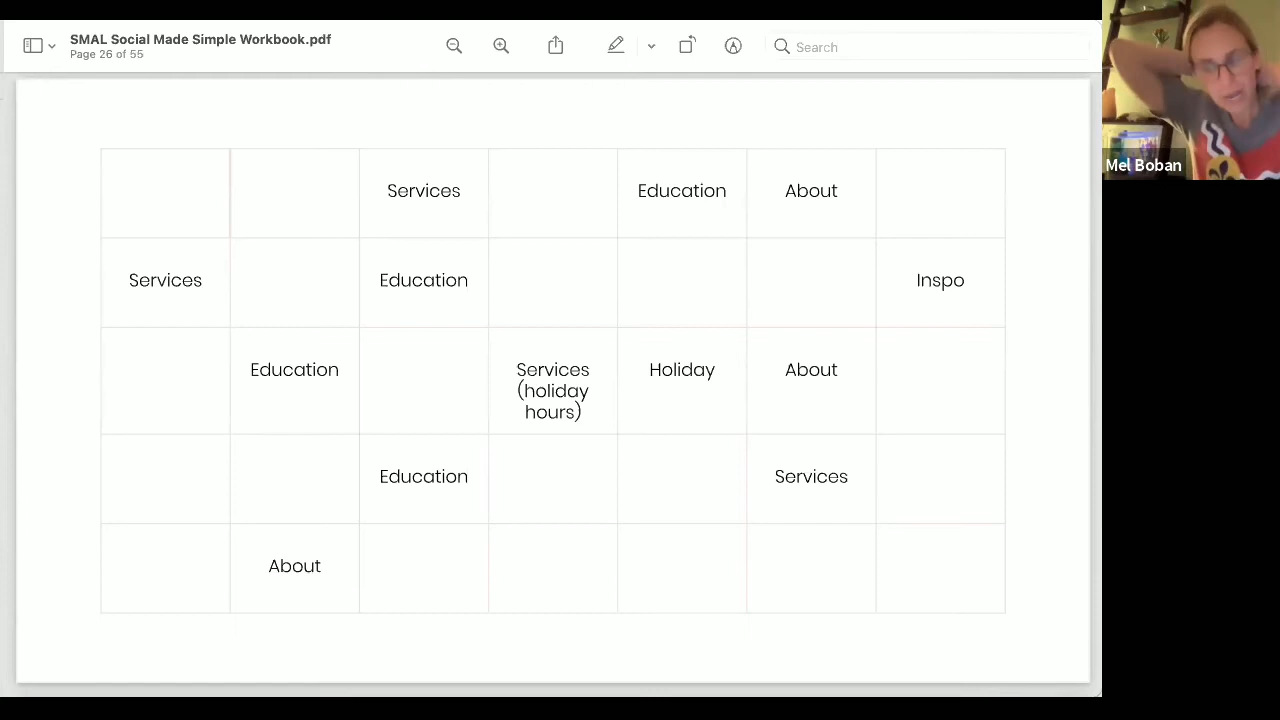 SMAL Social Made Simple Workbook.pdf
Page 26 of 55
Search
Mel Boban
Services
Education
About
Services
Education
Inspo
Education
Services
(holiday
hours)
Holiday
About
Education
Services
About